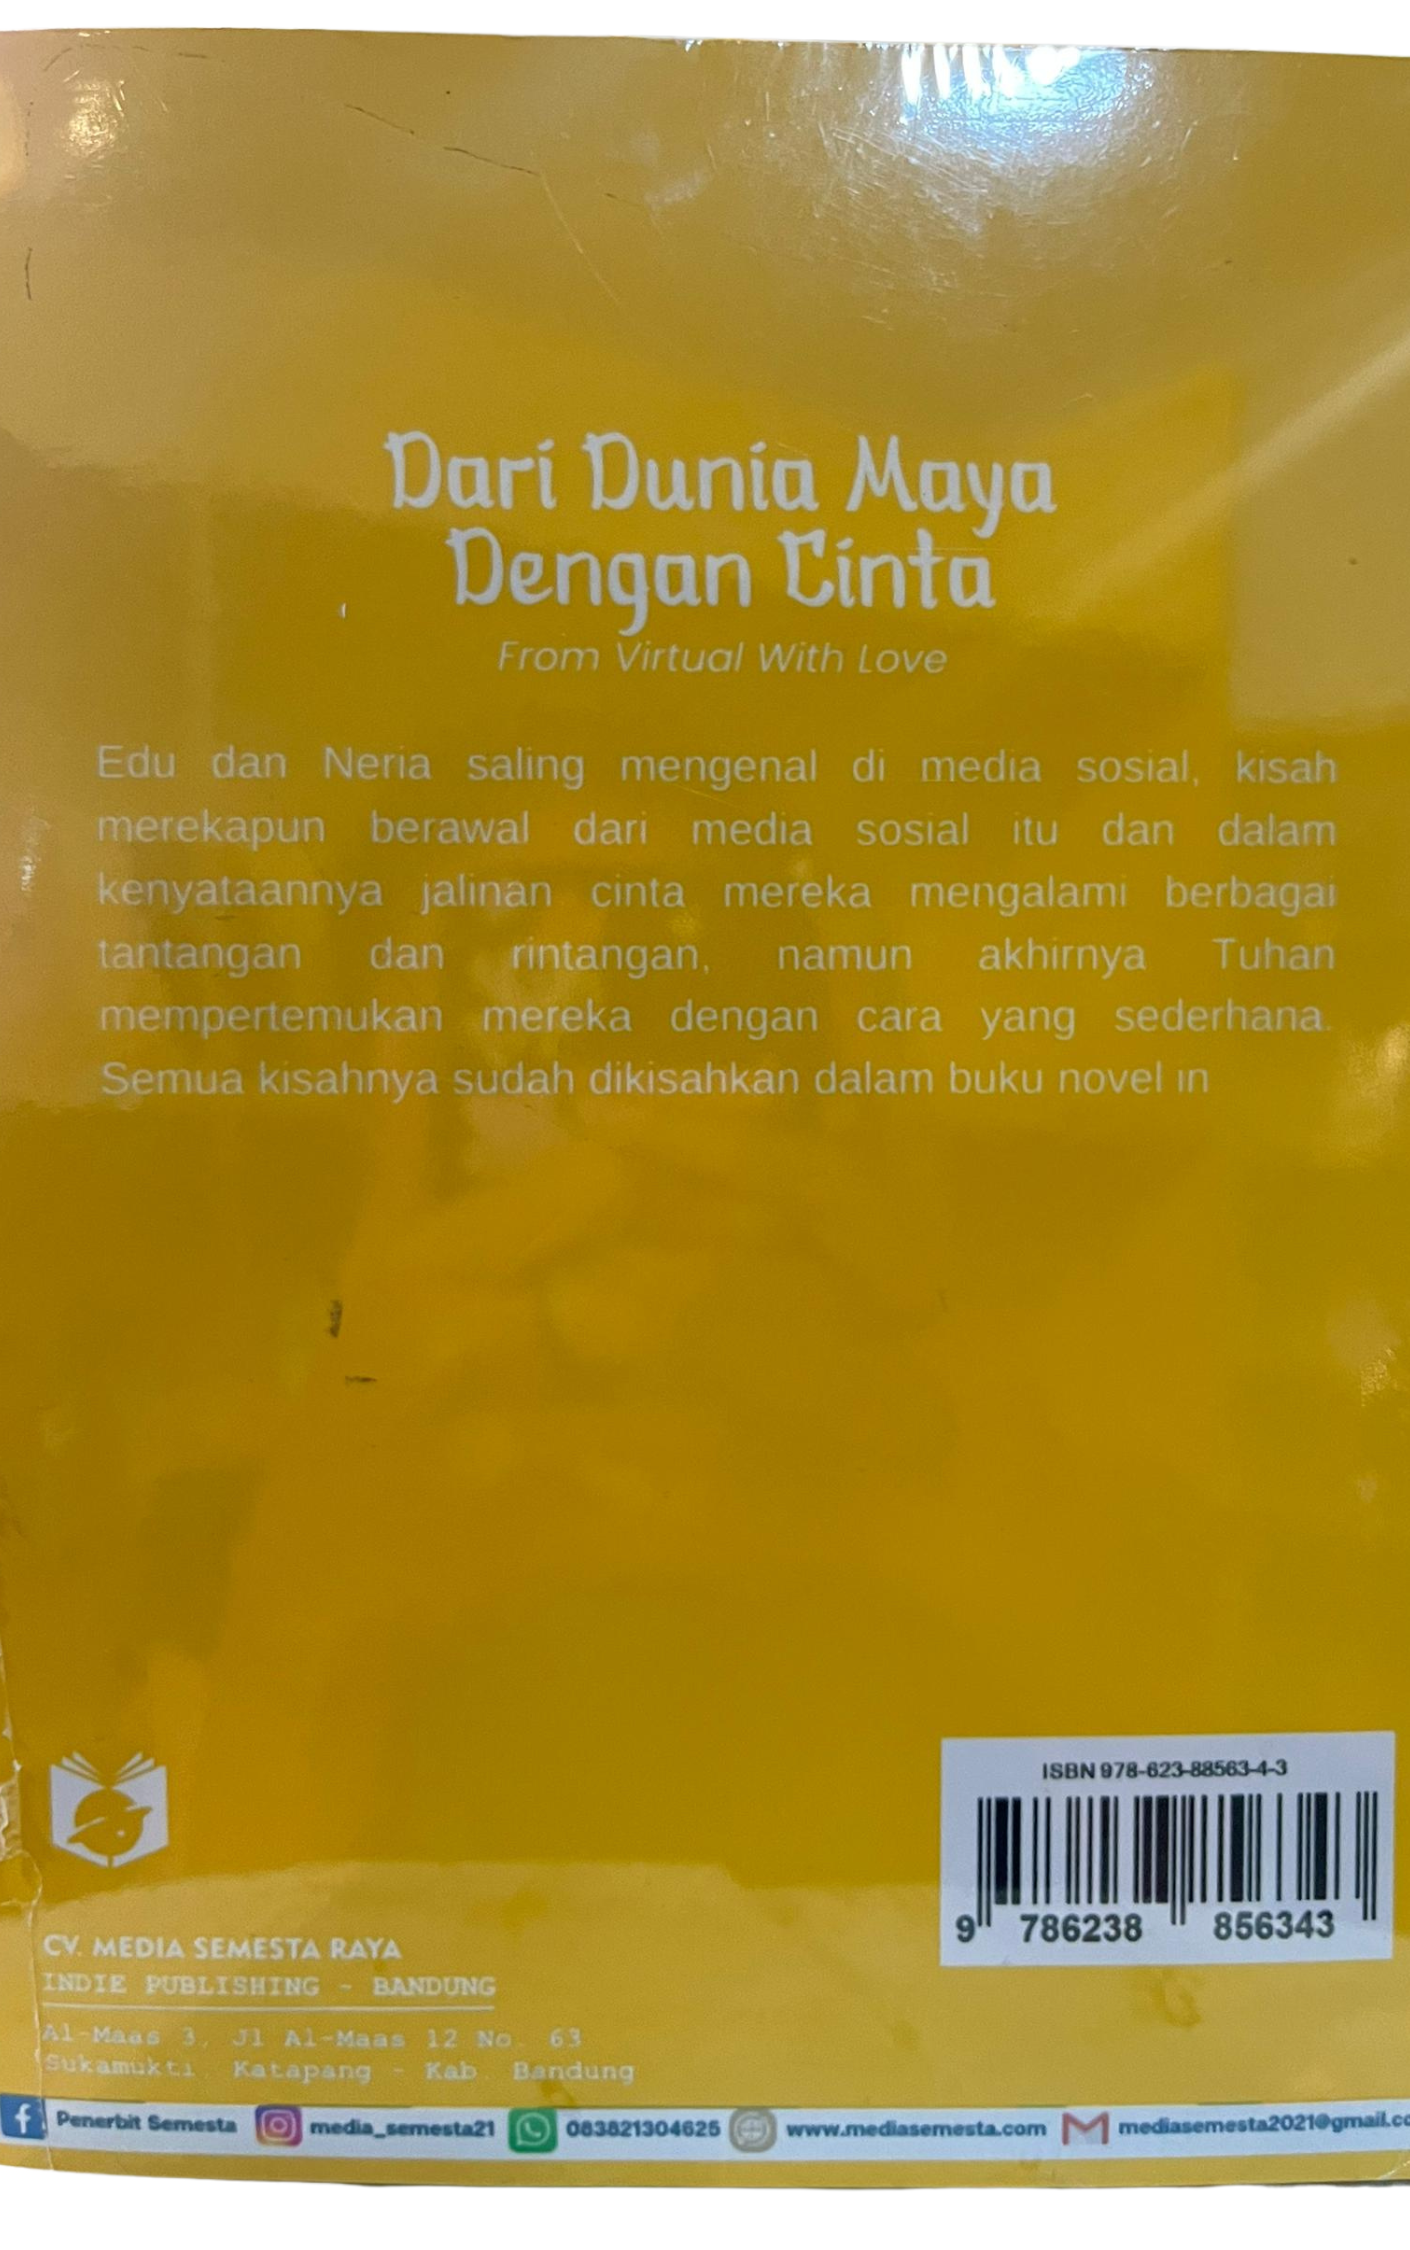 Dari Dunia Maya
Dengan Cinta
From Virtual With Love
Edu dan Neria saling mengenal di media sosial, kisah
merekapun berawal dari media sosial itu dan dalam
kenyataannya jalinan cinta mereka mengalami berbagai
tantangan dan rintangan, namun akhirnya Tuhan
mempertemukan mereka dengan cara yang sederhana.
Semua kisahnya sudah dikisahkan dalam buku novel in
ISBN 978-623-88563-4-3
9 786238 856343
CV. MEDIA SEMESTA RAYA
INDIE PUBLISHING - BANDUNG
Al-Maas 3, Jl Al-Maas 12 No. 63
Sukamukti, Katapang - Kab. Bandung
Penerbit Semesta media_semesta21 083821304625 www.mediasemesta.com mediasemesta2021@gmail.co